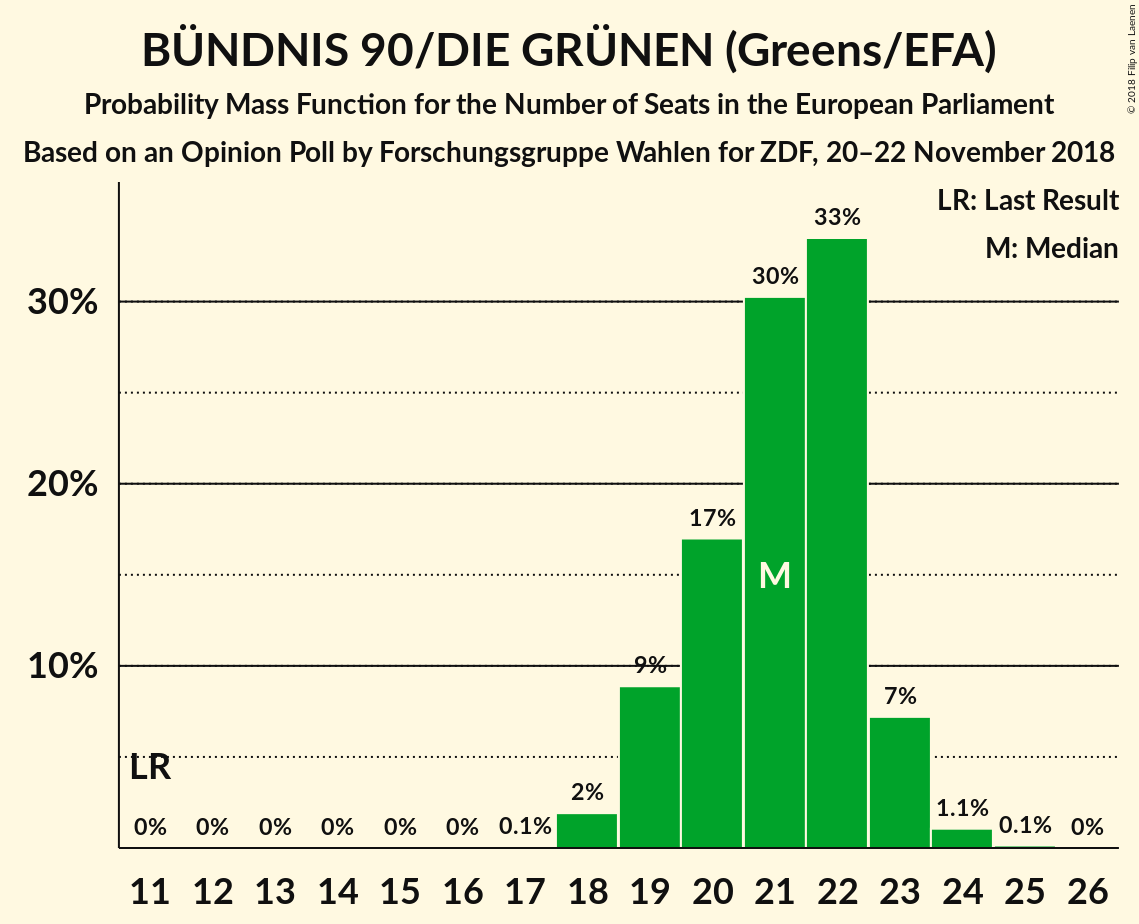 BÜNDNIS 90/DIE GRÜNEN (Greens/EFA)
Probability Mass Function for the Number of Seats in the European Parliament
Based on an Opinion Poll by Forschungsgruppe Wahlen for ZDF, 20–22 November 2018
© 2018 Filip van Laenen
LR: Last Result
M: Median
33%
30%
30%
20%
17%
M
10%
9%
7%
LR
2%
1.1%
0% 0% 0% 0% 0% 0% 0.1% 0.1% 0%
11 12 13 14 15 16 17 18 19 20 21 22 23 24 25 26